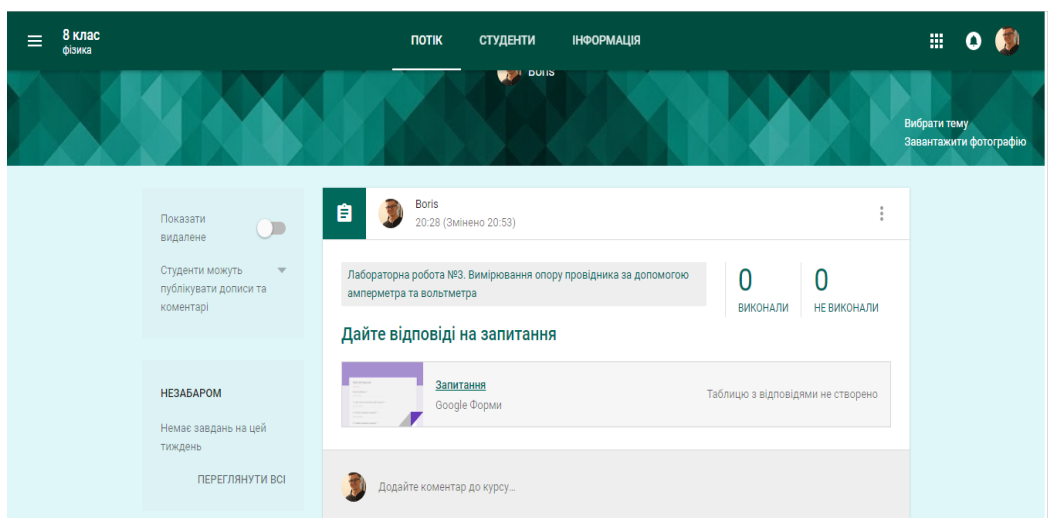 8 клас
фізика
ПОТІК
СТУДЕНТИ
ІНФОРМАЦІЯ
Boris
Вибрати тему
Завантажити фотографію
Показати
видалене
Студенти можуть
публікувати дописи та
коментарі
НЕЗАБАРОМ
Немає завдань на цей
тиждень
ПЕРЕГЛЯНУТИ ВСІ
Boris
20:28 (Змінено 20:53)
Лабораторна робота №3. Вимірювання опору провідника за допомогою
амперметра та вольтметра
0
ВИКОНАЛИ
0
НЕ ВИКОНАЛИ
Дайте відповіді на запитання
Запитання
Google Форми
Таблицю з відповідями не створено
Додайте коментар до курсу...